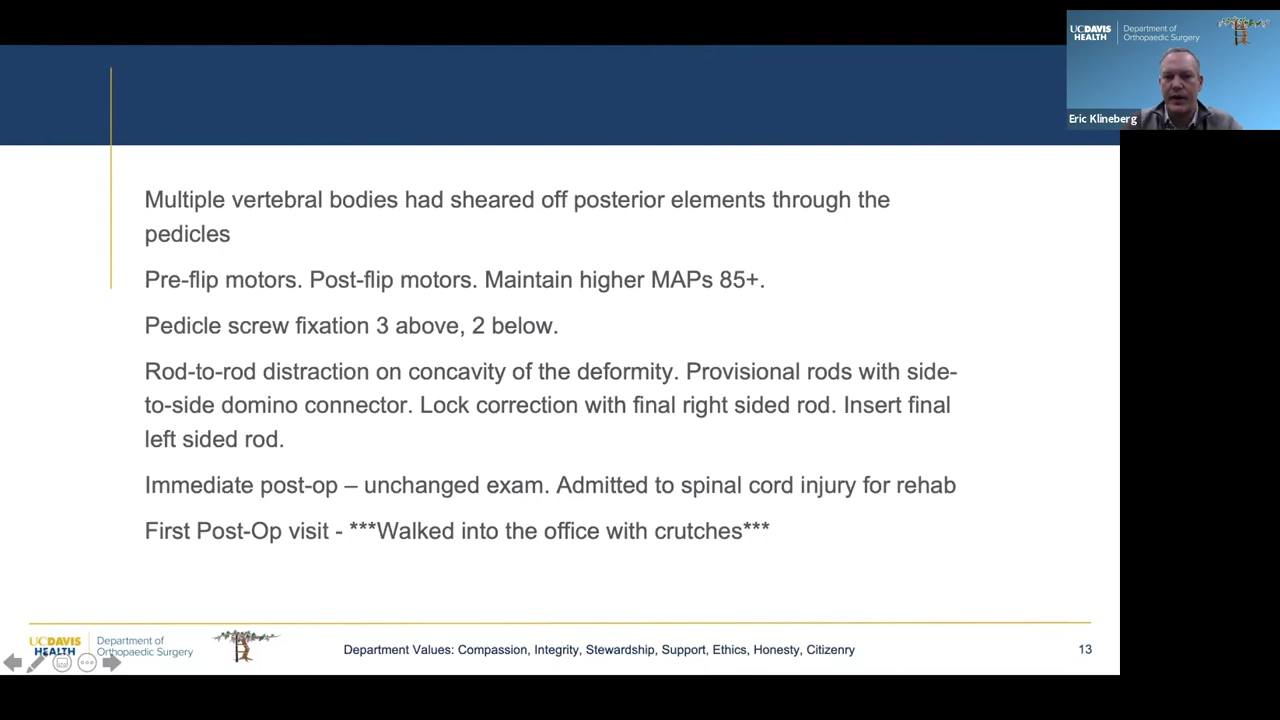 UCDAVIS HEALTH
Department of
Orthopaedic Surgery
Eric Klineberg
Multiple vertebral bodies had sheared off posterior elements through the
pedicles
Pre-flip motors. Post-flip motors. Maintain higher MAPs 85+.
Pedicle screw fixation 3 above, 2 below.
Rod-to-rod distraction on concavity of the deformity. Provisional rods with side-
to-side domino connector. Lock correction with final right sided rod. Insert final
left sided rod.
Immediate post-op – unchanged exam. Admitted to spinal cord injury for rehab
First Post-Op visit - ***Walked into the office with crutches***
UCDAVIS HEALTH
Department of
Orthopaedic Surgery
Department Values: Compassion, Integrity, Stewardship, Support, Ethics, Honesty, Citizenry
13